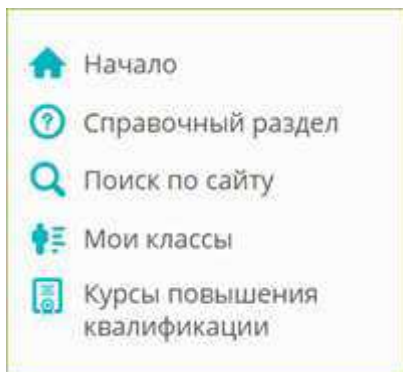 Начало
Справочный раздел
Поиск по сайту
Мои классы
Курсы повышения
квалификации